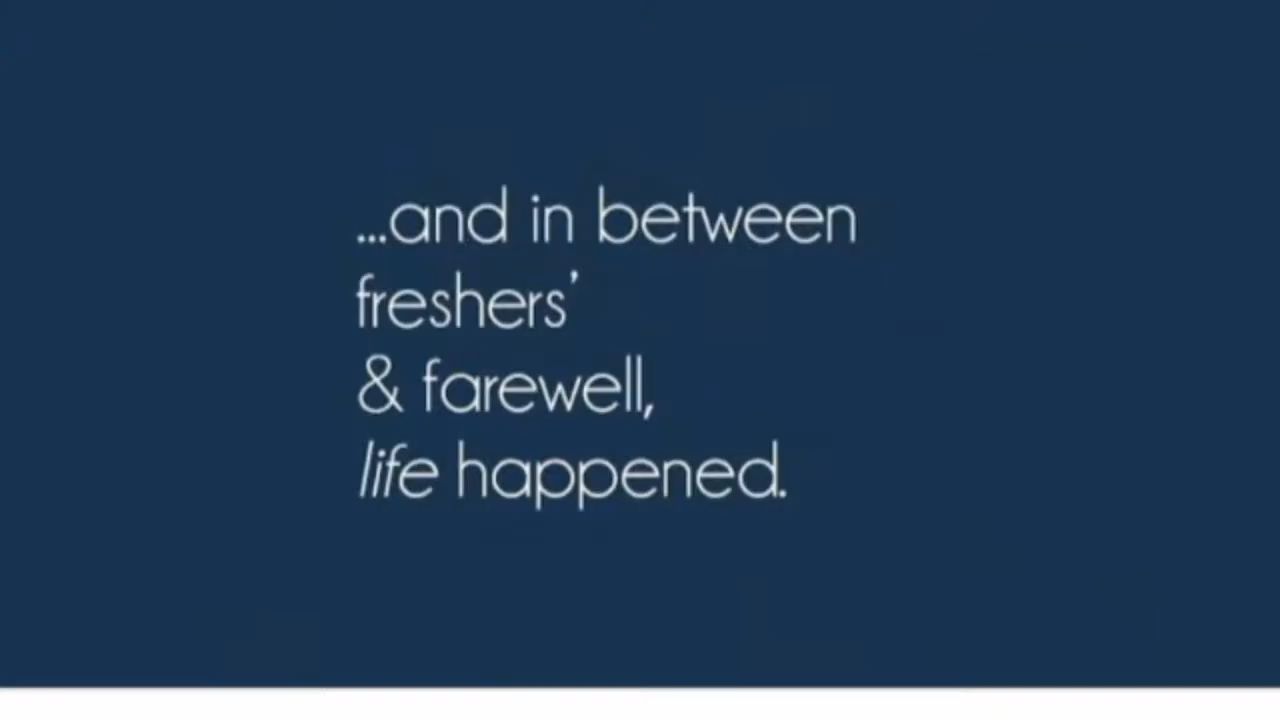 ...and in between
freshers’
& farewell,
life happened.